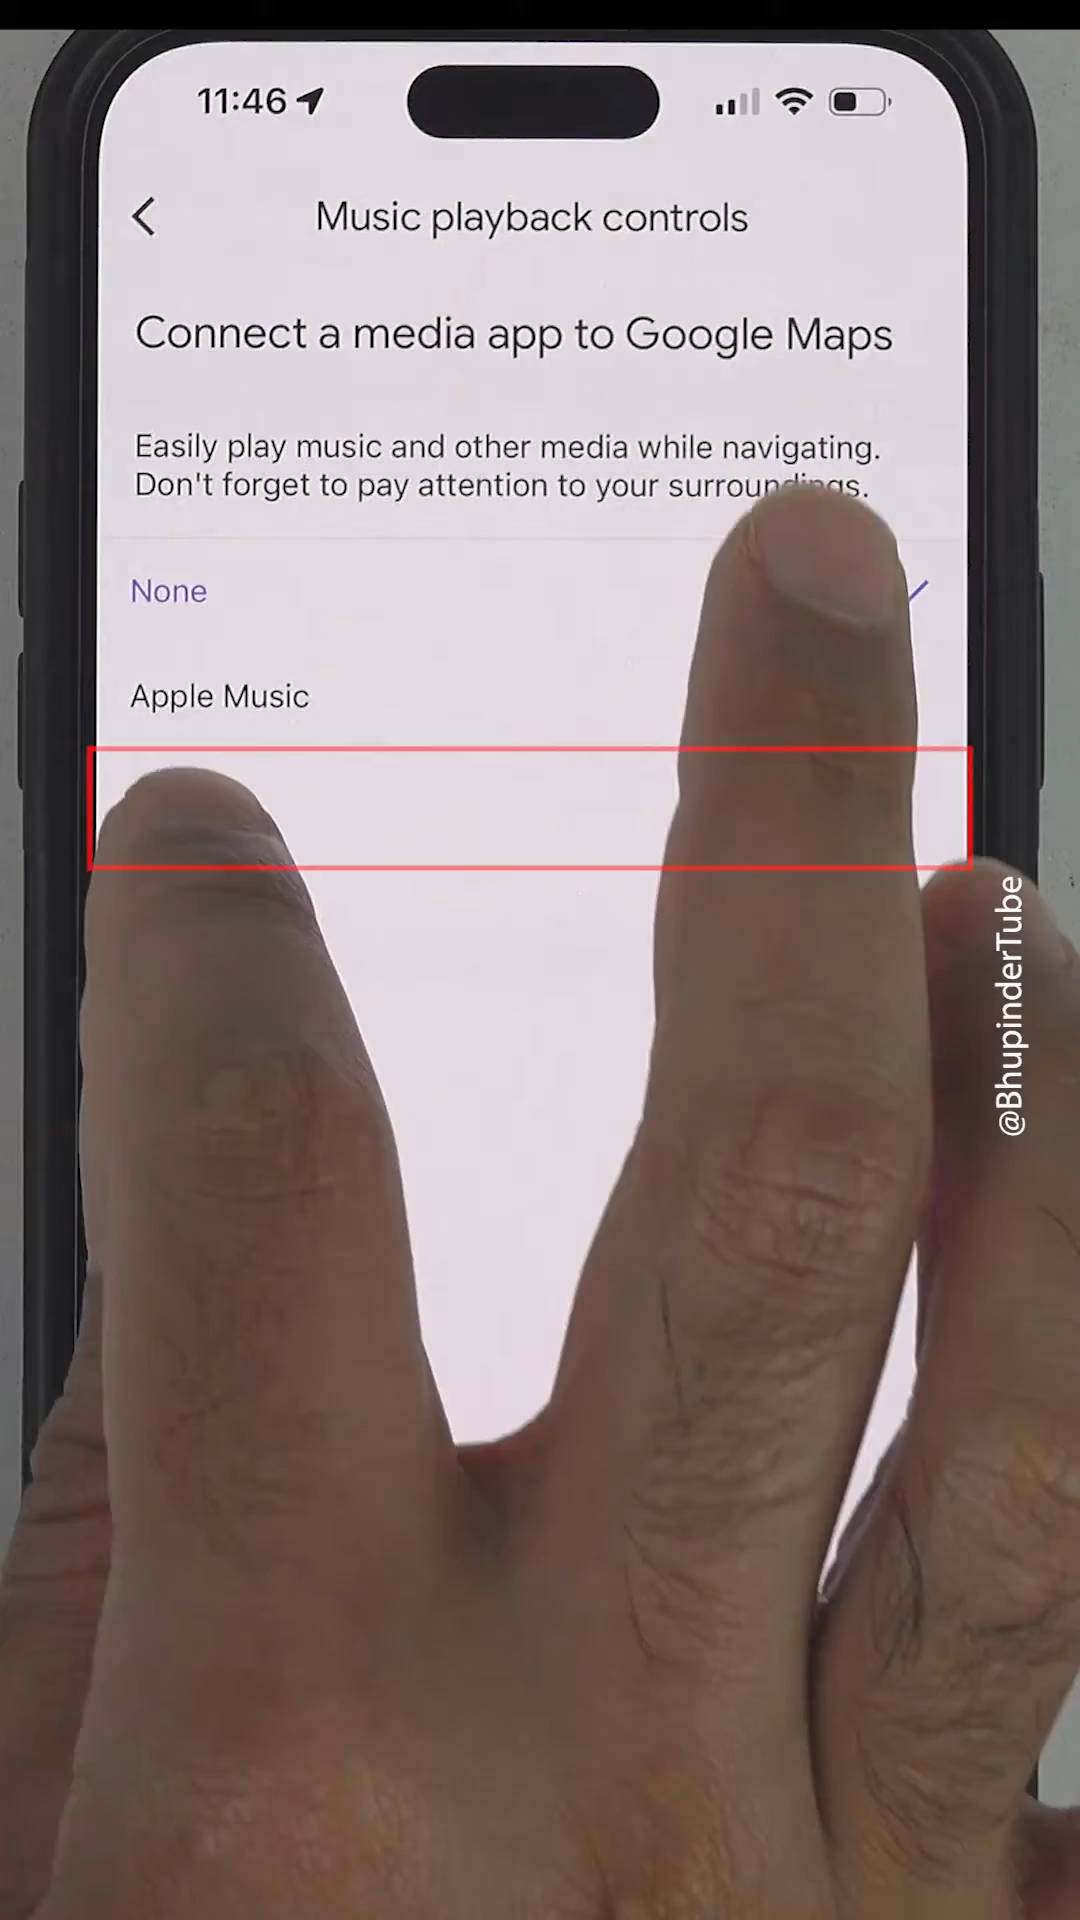 11:46
Music playback controls
Connect a media app to Google Maps
Easily play music and other media while navigating.
Don't forget to pay attention to your surroundings.
None
Apple Music
@BhupinderTube